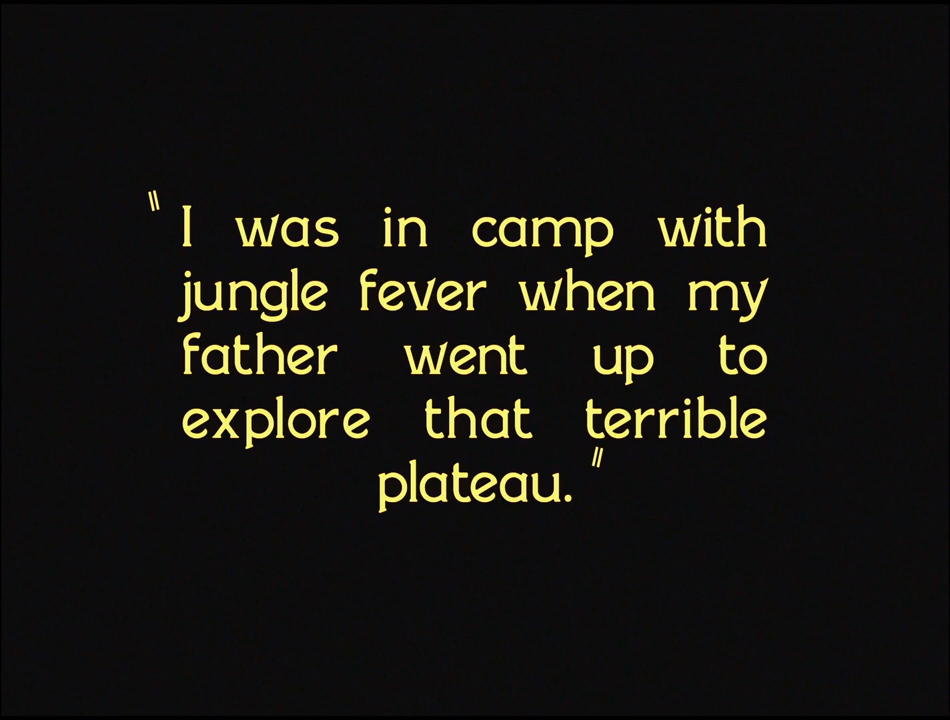 "I was in camp with
jungle fever when my
father went up to
explore that terrible
plateau."